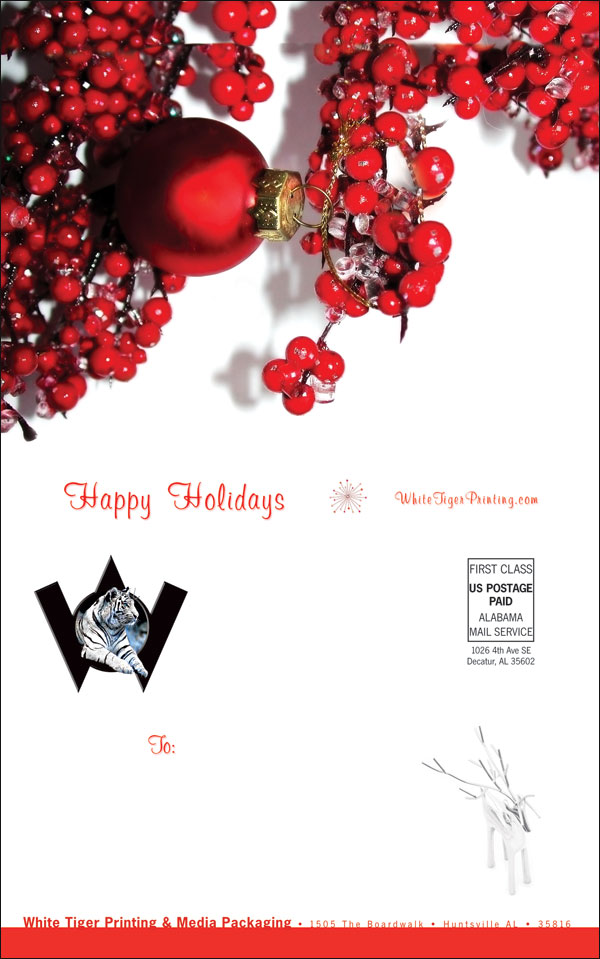 Happy Holidays
WhiteTigerPrinting.com
W
FIRST CLASS
US POSTAGE
PAID
ALABAMA
MAIL SERVICE
1026 4th Ave SE
Decatur, AL 35602
To:
White Tiger Printing & Media Packaging • 1505 The Boardwalk • Huntsville AL • 35816